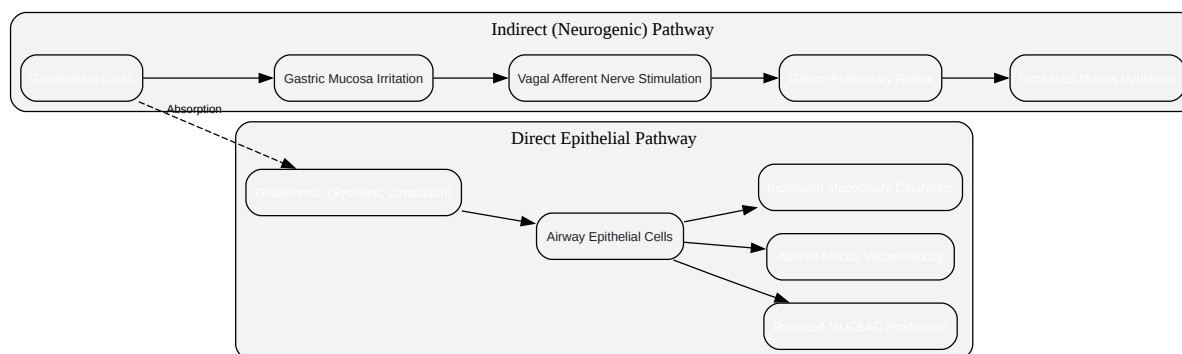 Indirect (Neurogenic) Pathway
Guaifenesin (Oral)
Gastric Mucosa Irritation
Vagal Afferent Nerve Stimulation
Gastro-Pulmonary Reflex
Increased Mucus Hydration
Absorption
Direct Epithelial Pathway
Guaifenesin (Systemic Circulation)
Airway Epithelial Cells
Increased Mucociliary Clearance
Altered Mucus Viscoelasticity
Reduced MUC5AC Production